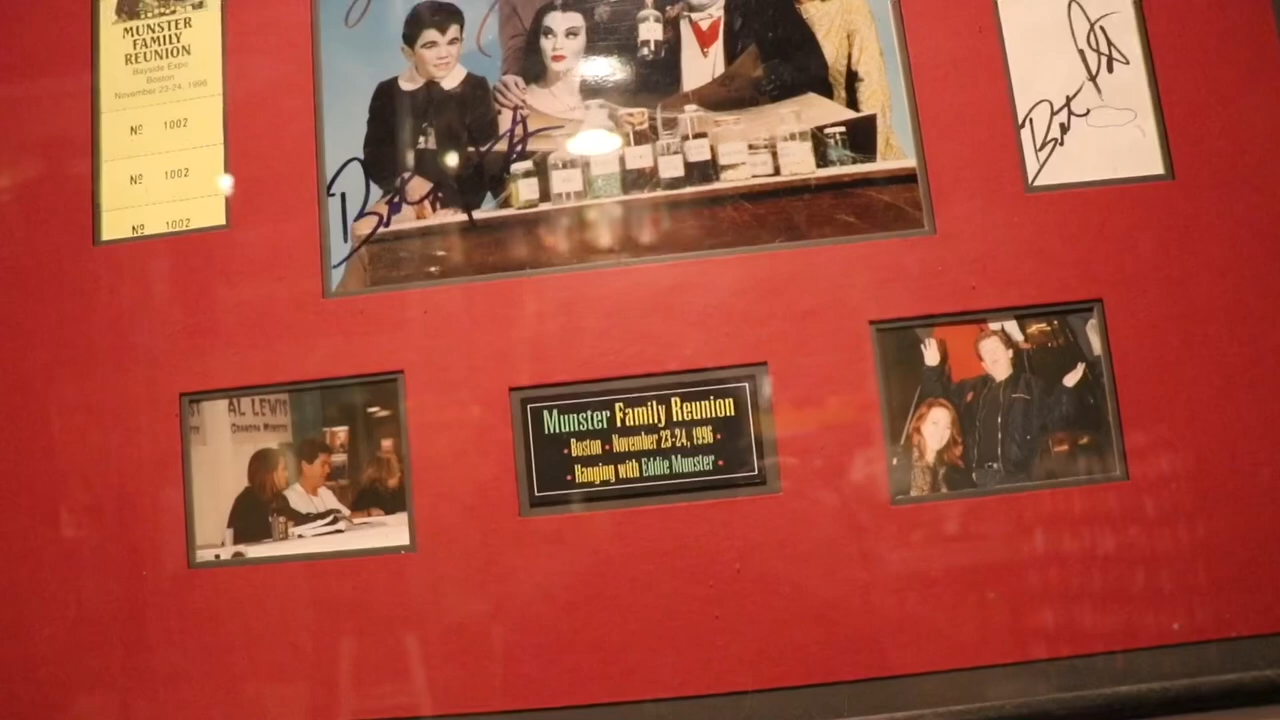 MUNSTER
FAMILY
REUNION
Bayside Expo
Boston
November 23-24, 1996
Nº 1002
Nº 1002
Nº 1002
AL LEWIS
GRANDPA MUNSTER
Munster Family Reunion
• Boston • November 23-24, 1996 •
• Hanging with Eddie Munster •